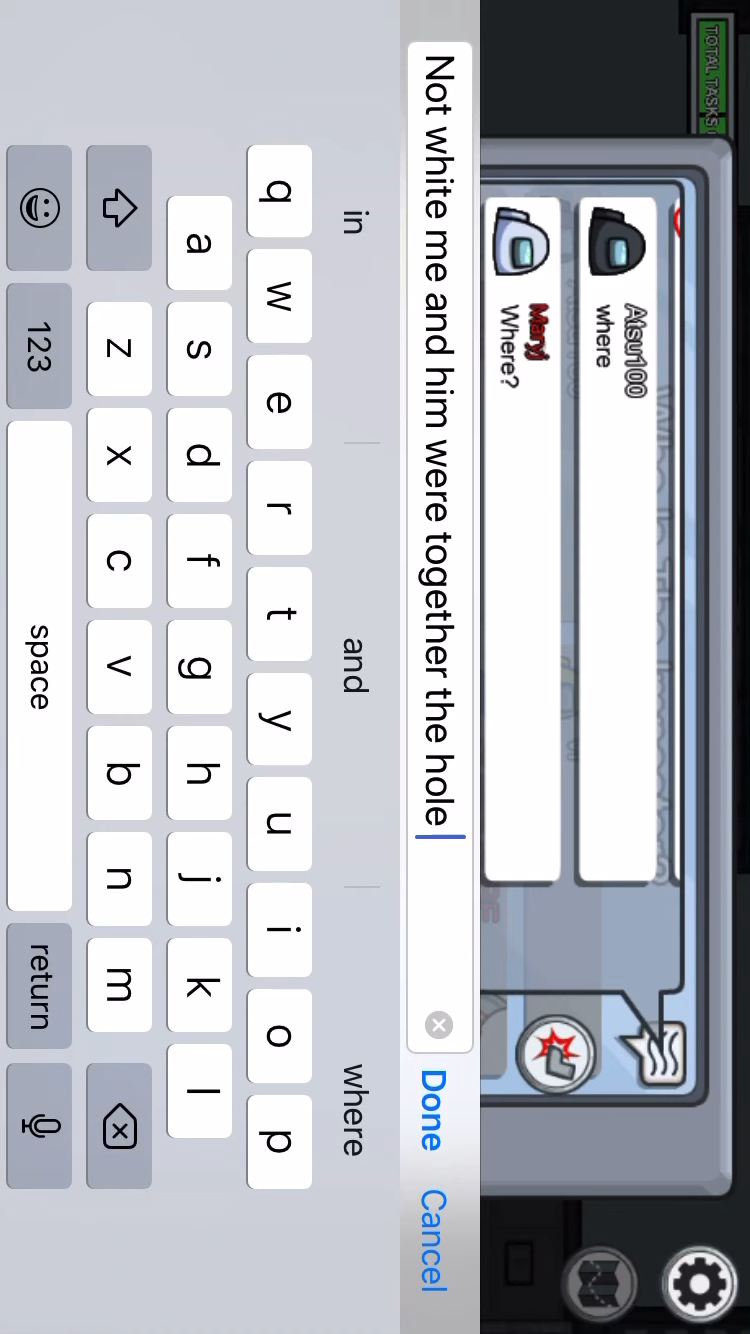 TOTAL TASKS
Atsu100
where
Maryj
Where?
Not white me and him were together the hole
Done
Cancel
in
and
where
q w e r t y u i o p
a s d f g h j k l
z x c v b n m
123
space
return